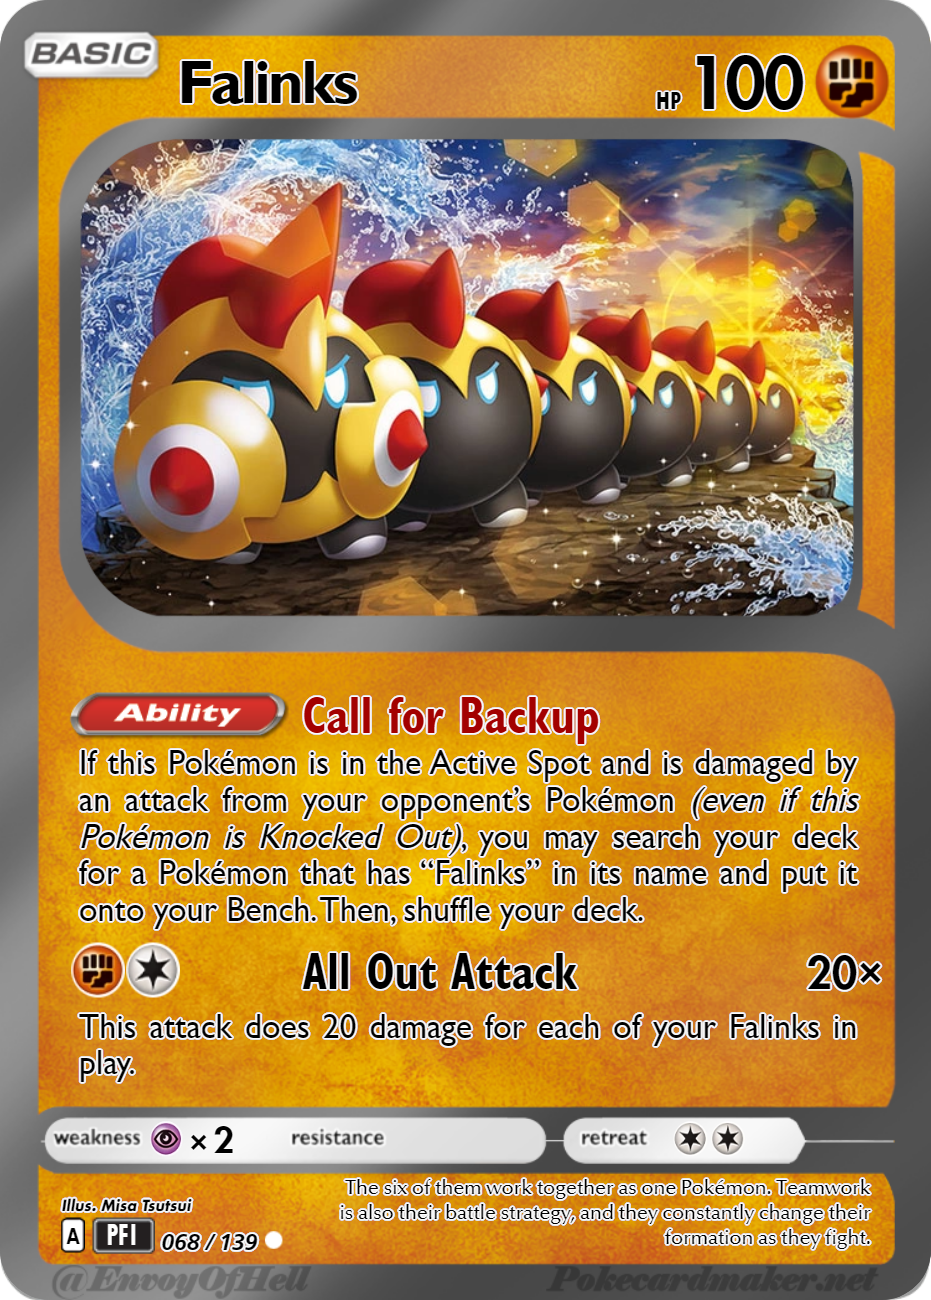 BASIC
Falinks
HP 100
Ability Call for Backup
If this Pokémon is in the Active Spot and is damaged by
an attack from your opponent's Pokémon (even if this
Pokémon is Knocked Out), you may search your deck
for a Pokémon that has “Falinks” in its name and put it
onto your Bench. Then, shuffle your deck.
All Out Attack 20×
This attack does 20 damage for each of your Falinks in
play.
weakness × 2 resistance retreat
The six of them work together as one Pokémon. Teamwork
is also their battle strategy, and they constantly change their
formation as they fight.
Illus. Misa Tsutsui
A PFI 068 / 139
@EnvoyOfHell Pokecardmaker.net